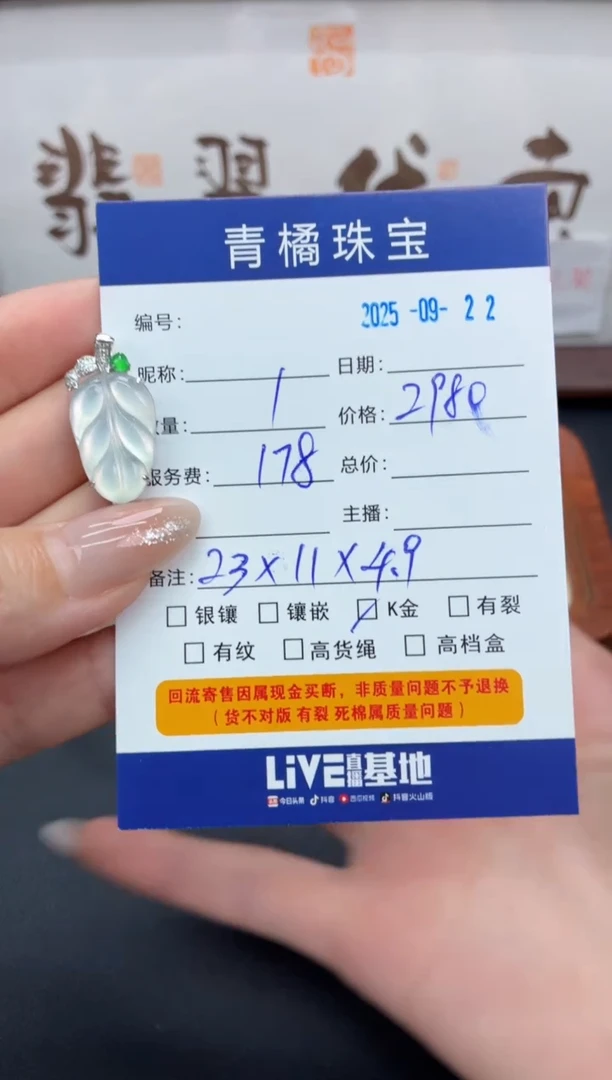 翡翠代卖
青橘珠宝
编号:
2025-09-22
昵称:
日期:
量: 1
价格: 2980
服务费: 178
总价:
主播:
备注: 23×11×4.9
银镶 镶嵌 K金 有裂
有纹 高货绳 高档盒
回流寄售因属现金买断，非质量问题不予退换
（货不对版 有裂 死棉属质量问题）
LiVE直播基地
今日头条 抖音 西瓜视频 抖音火山版